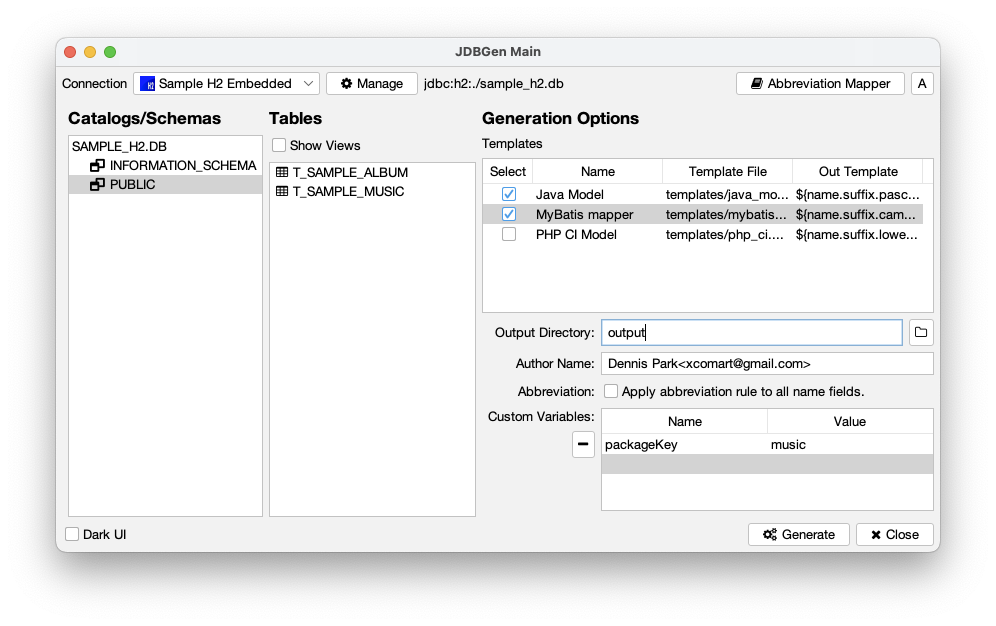 JDBGen Main
Connection Sample H2 Embedded Manage jdbc:h2:./sample_h2.db Abbreviation Mapper A
Catalogs/Schemas
SAMPLE_H2.DB
INFORMATION_SCHEMA
PUBLIC
Tables
Show Views
T_SAMPLE_ALBUM
T_SAMPLE_MUSIC
Generation Options
Templates
Select Name Template File Out Template
Java Model templates/java_mo... ${name.suffix.pasc...
MyBatis mapper templates/mybatis... ${name.suffix.cam...
PHP CI Model templates/php_ci.... ${name.suffix.lowe...
Output Directory: output
Author Name: Dennis Park<xcomart@gmail.com>
Abbreviation: Apply abbreviation rule to all name fields.
Custom Variables: Name Value
packageKey music
Dark UI Generate Close